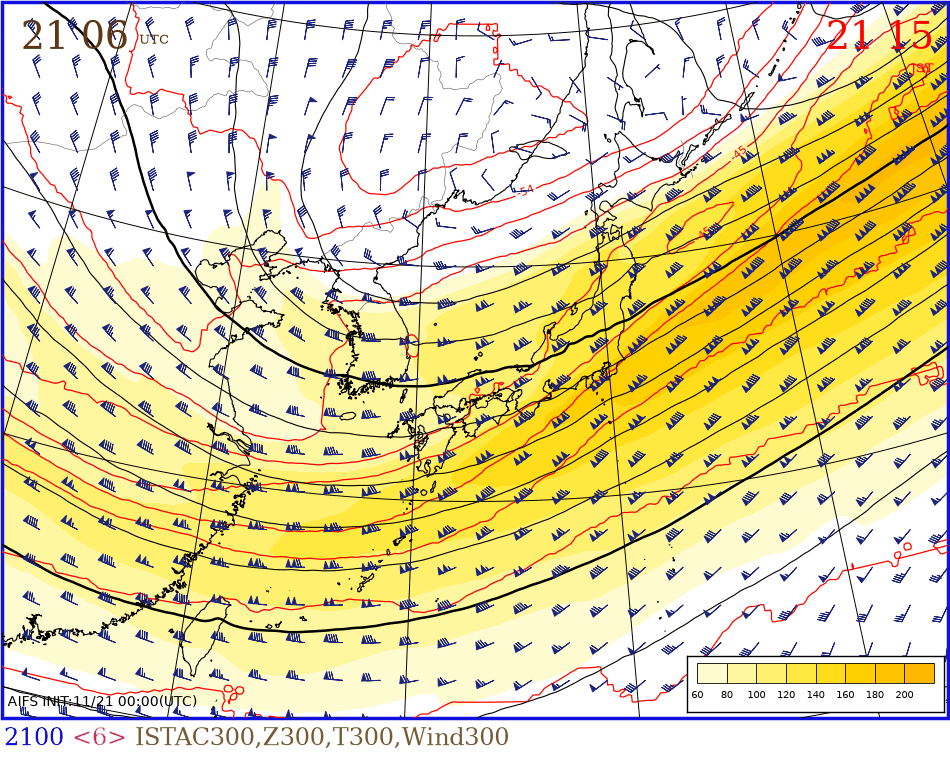 21 06 UTC
21 15
JST
-45
-54
-45
60 80 100 120 140 160 180 200
AIFS INIT:11/21 00:00(UTC)
2100 <6> ISTAC300,Z300,T300,Wind300